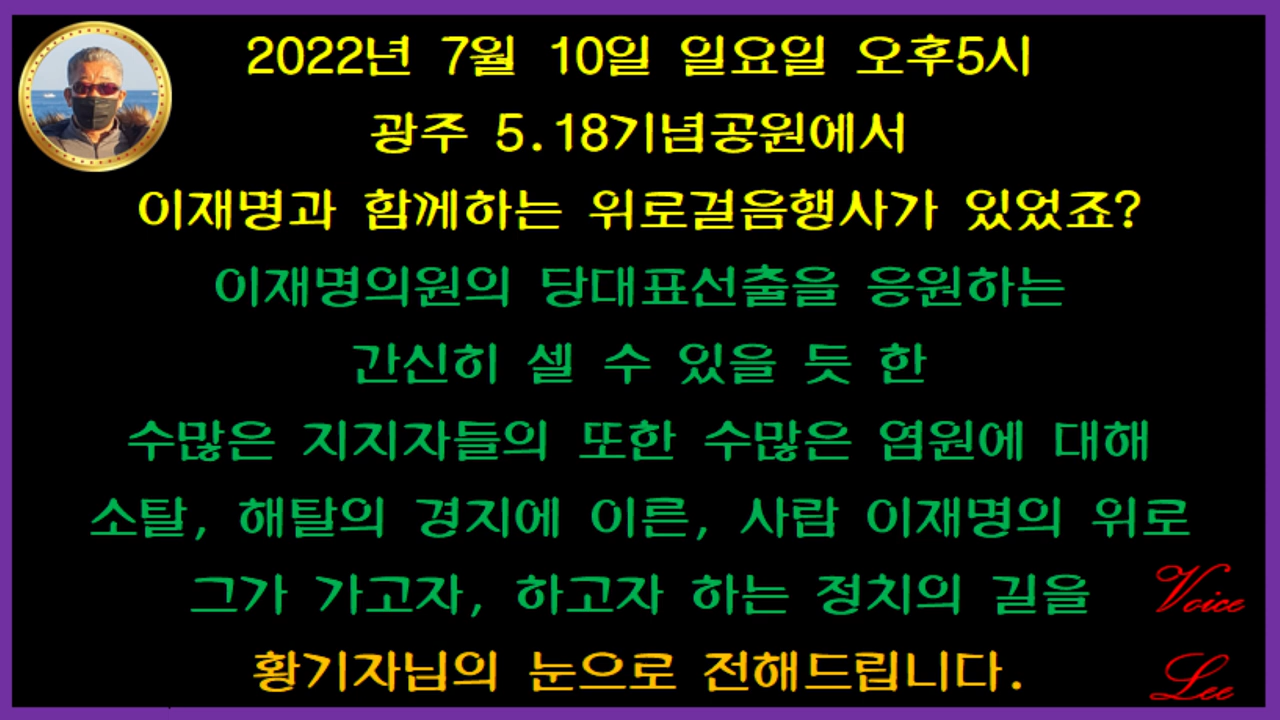 2022년 7월 10일 일요일 오후5시
광주 5.18기념공원에서
이재명과 함께하는 위로걸음행사가 있었죠?
이재명의원의 당대표선출을 응원하는
간신히 셀 수 있을 듯 한
수많은 지지자들의 또한 수많은 염원에 대해
소탈, 해탈의 경지에 이른, 사람 이재명의 위로
그가 가고자, 하고자 하는 정치의 길을
황기자님의 눈으로 전해드립니다.
Voice
Lee